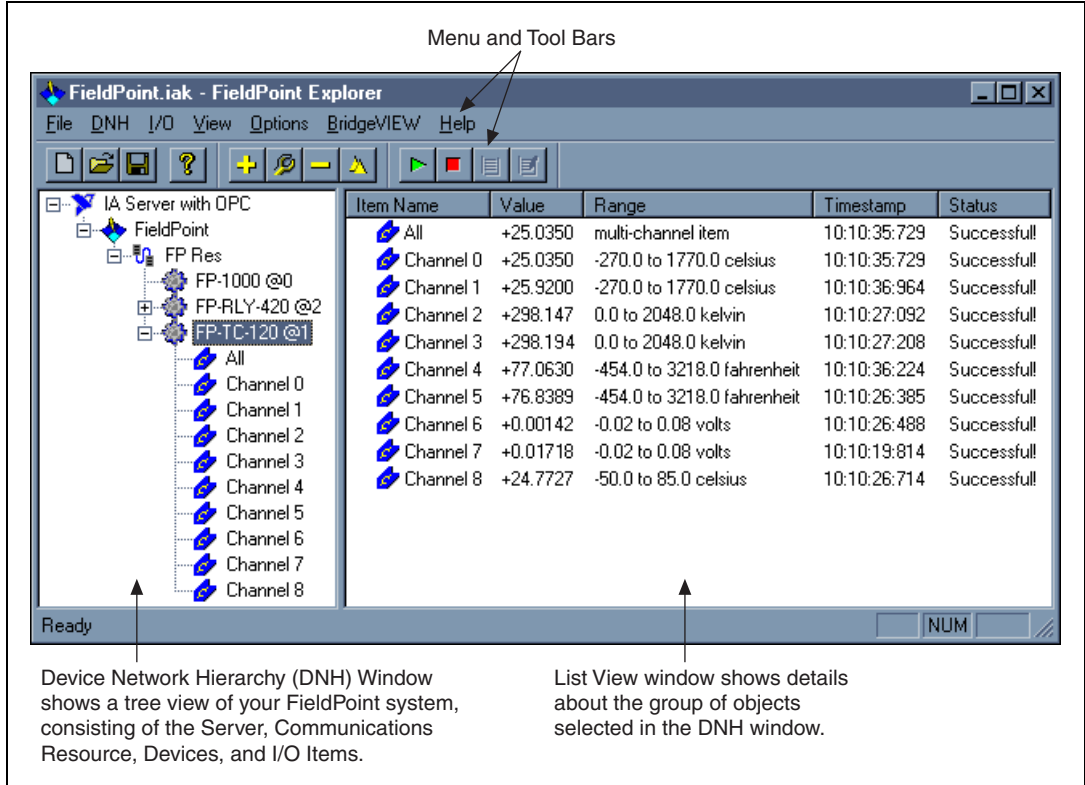 Menu and Tool Bars
FieldPoint.iak - FieldPoint Explorer
File DNH I/O View Options BridgeVIEW Help
IA Server with OPC
FieldPoint
FP Res
FP-1000 @0
FP-RLY-420 @2
FP-TC-120 @1
All
Channel 0
Channel 1
Channel 2
Channel 3
Channel 4
Channel 5
Channel 6
Channel 7
Channel 8
Item Name Value Range Timestamp Status
All +25.0350 multi-channel item 10:10:35:729 Successful!
Channel 0 +25.0350 -270.0 to 1770.0 celsius 10:10:35:729 Successful!
Channel 1 +25.9200 -270.0 to 1770.0 celsius 10:10:36:964 Successful!
Channel 2 +298.147 0.0 to 2048.0 kelvin 10:10:27:092 Successful!
Channel 3 +298.194 0.0 to 2048.0 kelvin 10:10:27:208 Successful!
Channel 4 +77.0630 -454.0 to 3218.0 fahrenheit 10:10:36:224 Successful!
Channel 5 +76.8389 -454.0 to 3218.0 fahrenheit 10:10:26:385 Successful!
Channel 6 +0.00142 -0.02 to 0.08 volts 10:10:26:488 Successful!
Channel 7 +0.01718 -0.02 to 0.08 volts 10:10:19:814 Successful!
Channel 8 +24.7727 -50.0 to 85.0 celsius 10:10:26:714 Successful!
Ready NUM
Device Network Hierarchy (DNH) Window
shows a tree view of your FieldPoint system,
consisting of the Server, Communications
Resource, Devices, and I/O Items.
List View window shows details
about the group of objects
selected in the DNH window.